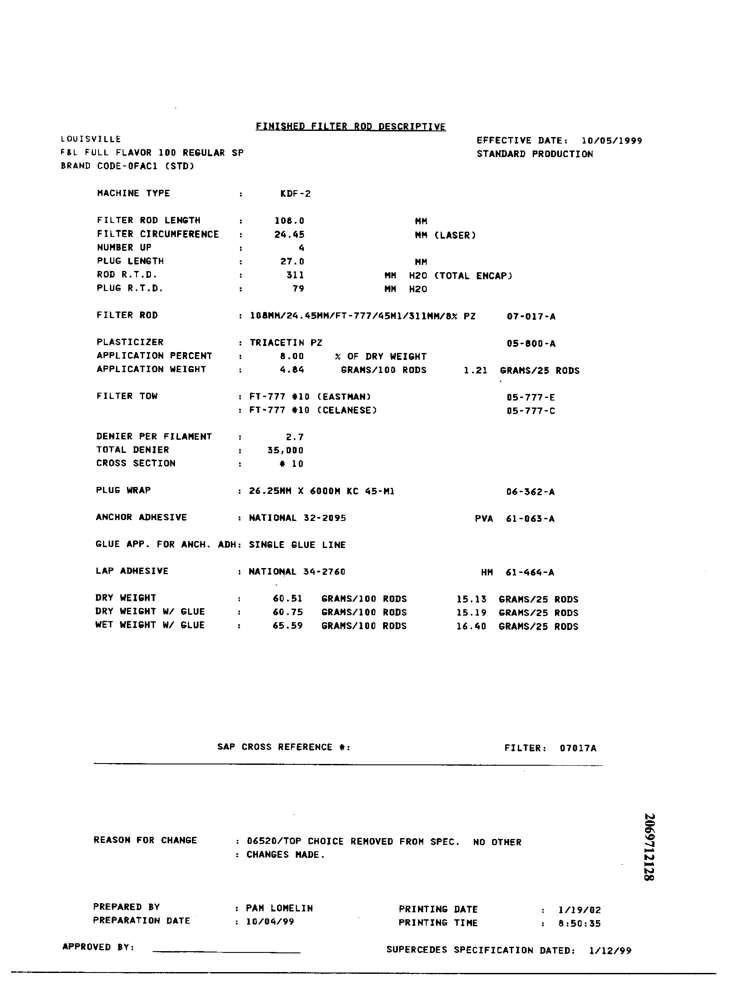 FINISHED FILTER ROD DESCRIPTIVE
LOUISVILLE EFFECTIVE DATE: 10/05/1999
F&L FULL FLAVOR 100 REGULAR SP STANDARD PRODUCTION
BRAND CODE-0FAC1 (STD)
MACHINE TYPE : KDF-2
FILTER ROD LENGTH : 108.0 MM
FILTER CIRCUMFERENCE : 24.45 MM (LASER)
NUMBER UP : 4
PLUG LENGTH : 27.0 MM
ROD R.T.D. : 311 MM H2O (TOTAL ENCAP)
PLUG R.T.D. : 79 MM H2O
FILTER ROD : 108MM/24.45MM/FT-777/45M1/311MM/8% PZ 07-017-A
PLASTICIZER : TRIACETIN PZ 05-800-A
APPLICATION PERCENT : 8.00 % OF DRY WEIGHT
APPLICATION WEIGHT : 4.84 GRAMS/100 RODS 1.21 GRAMS/25 RODS
FILTER TOW : FT-777 #10 (EASTMAN) 05-777-E
: FT-777 #10 (CELANESE) 05-777-C
DENIER PER FILAMENT : 2.7
TOTAL DENIER : 35,000
CROSS SECTION : # 10
PLUG WRAP : 26.25MM X 6000M KC 45-M1 06-362-A
ANCHOR ADHESIVE : NATIONAL 32-2095 PVA 61-063-A
GLUE APP. FOR ANCH. ADH: SINGLE GLUE LINE
LAP ADHESIVE : NATIONAL 34-2760 HM 61-464-A
DRY WEIGHT : 60.51 GRAMS/100 RODS 15.13 GRAMS/25 RODS
DRY WEIGHT W/ GLUE : 60.75 GRAMS/100 RODS 15.19 GRAMS/25 RODS
WET WEIGHT W/ GLUE : 65.59 GRAMS/100 RODS 16.40 GRAMS/25 RODS
SAP CROSS REFERENCE #: FILTER: 07017A
REASON FOR CHANGE : 06520/TOP CHOICE REMOVED FROM SPEC. NO OTHER
: CHANGES MADE.
2069712128
PREPARED BY : PAM LOMELIN PRINTING DATE : 1/19/02
PREPARATION DATE : 10/04/99 PRINTING TIME : 8:50:35
APPROVED BY: SUPERCEDES SPECIFICATION DATED: 1/12/99